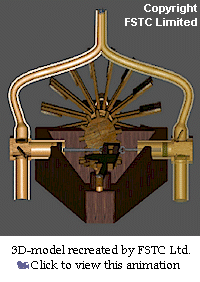 Copyright
FSTC Limited
3D-model recreated by FSTC Ltd.
Click to view this animation